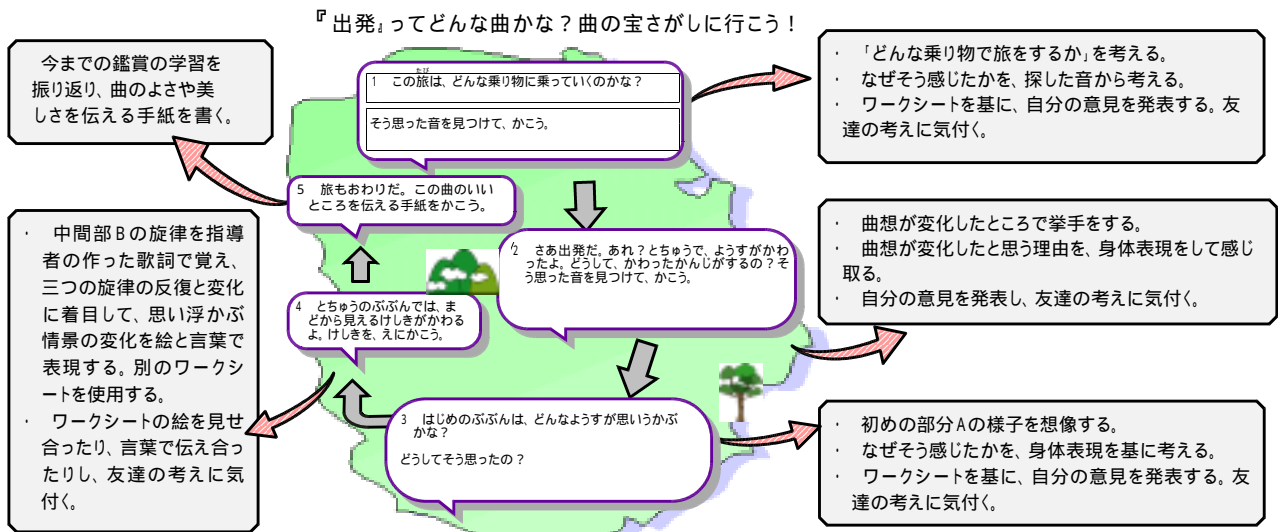 『出発』ってどんな曲かな？曲の宝さがしに行こう！
今までの鑑賞の学習を
振り返り、曲のよさや美
しさを伝える手紙を書く。
たび
1　この旅は、どんな乗り物に乗っていくのかな？
そう思った音を見つけて、かこう。
・　「どんな乗り物で旅をするか」を考える。
・　なぜそう感じたかを、探した音から考える。
・　ワークシートを基に、自分の意見を発表する。友
達の考えに気付く。
5　旅もおわりだ。この曲のいい
ところを伝える手紙をかこう。
2　さあ出発だ。あれ？とちゅうで、ようすがかわ
ったよ。どうして、かわったかんじがするの？そ
う思った音を見つけて、かこう。
・　曲想が変化したところで挙手をする。
・　曲想が変化したと思う理由を、身体表現をして感じ
取る。
・　自分の意見を発表し、友達の考えに気付く。
・　中間部Bの旋律を指導
者の作った歌詞で覚え、
三つの旋律の反復と変化
に着目して、思い浮かぶ
情景の変化を絵と言葉で
表現する。別のワークシ
ートを使用する。
・　ワークシートの絵を見せ
合ったり、言葉で伝え合っ
たりし、友達の考えに気
付く。
4　とちゅうのぶぶんでは、ま
どから見えるけしきがかわる
よ。けしきを、えにかこう。
3　はじめのぶぶんは、どんなようすが思いうかぶ
かな？
どうしてそう思ったの？
・　初めの部分Aの様子を想像する。
・　なぜそう感じたかを、身体表現を基に考える。
・　ワークシートを基に、自分の意見を発表する。友
達の考えに気付く。